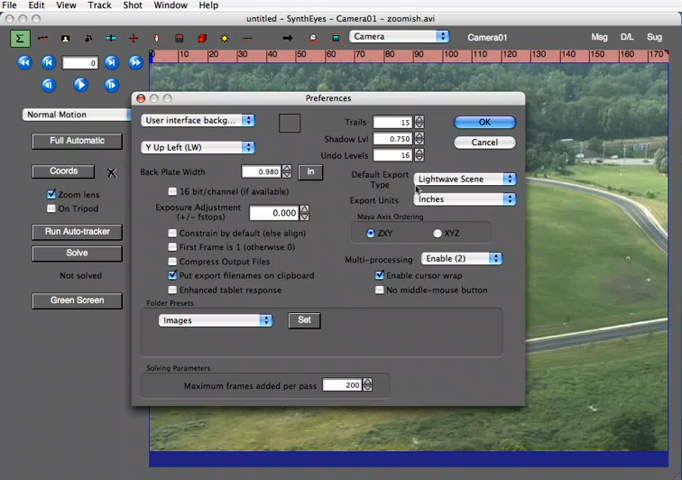 File Edit View Track Shot Window Help
untitled - SynthEyes - Camera01 - zoomish.avi
Σ Camera Camera01 Msg D/L Sug
0
0 10 20 30 40 50 60 70 80 90 100 110 120 130 140 150 160 170
Normal Motion
Full Automatic
Coords
Zoom lens
On Tripod
Run Auto-tracker
Solve
Not solved
Green Screen
Preferences
User interface backg...
Y Up Left (LW)
Back Plate Width 0.980 in
16 bit/channel (if available)
Exposure Adjustment
(+/- fstops) 0.000
Constrain by default (else align)
First Frame is 1 (otherwise 0)
Compress Output Files
Put export filenames on clipboard
Enhanced tablet response
Trails 15
Shadow Lvl 0.750
Undo Levels 16
OK
Cancel
Default Export
Type Lightwave Scene
Export Units Inches
Maya Axis Ordering
ZXY XYZ
Multi-processing Enable (2)
Enable cursor wrap
No middle-mouse button
Folder Presets
Images Set
Solving Parameters
Maximum frames added per pass 200